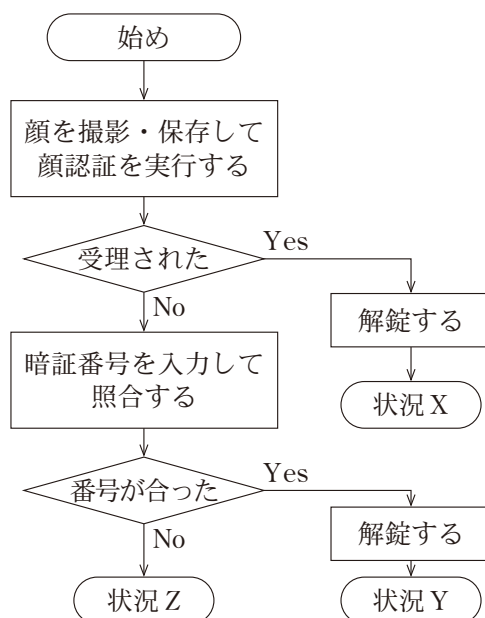 始め
顔を撮影・保存して
顔認証を実行する
受理された
Yes
No
解錠する
状況 X
暗証番号を入力して
照合する
番号が合った
Yes
No
解錠する
状況 Z
状況 Y